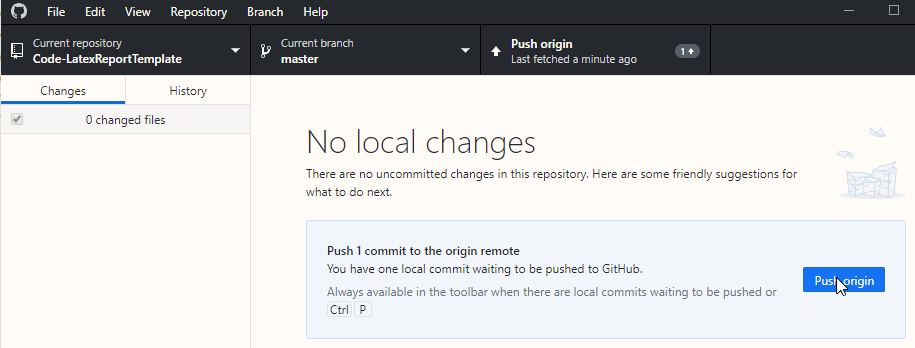 File Edit View Repository Branch Help
Current repository
Code-LatexReportTemplate
Current branch
master
Push origin
Last fetched a minute ago
1
Changes History
0 changed files
No local changes
There are no uncommitted changes in this repository. Here are some friendly suggestions for
what to do next.
Push 1 commit to the origin remote
You have one local commit waiting to be pushed to GitHub.
Always available in the toolbar when there are local commits waiting to be pushed or
Ctrl P
Push origin